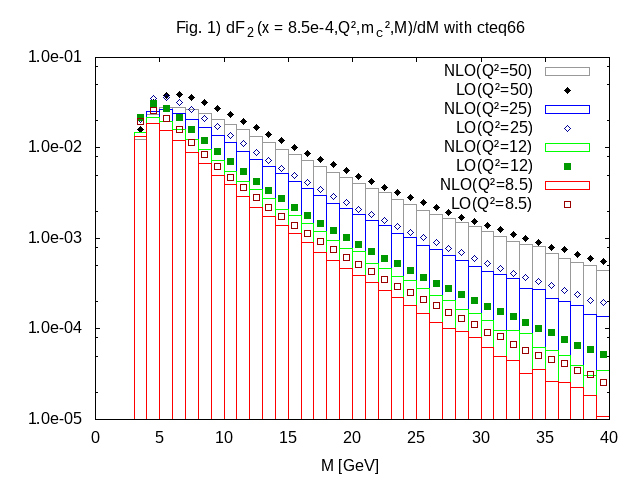 Fig. 1) dF2(x = 8.5e-4,Q²,mc²,M)/dM with cteq66
1.0e-01
1.0e-02
1.0e-03
1.0e-04
1.0e-05
NLO(Q²=50)
LO(Q²=50)
NLO(Q²=25)
LO(Q²=25)
NLO(Q²=12)
LO(Q²=12)
NLO(Q²=8.5)
LO(Q²=8.5)
0 5 10 15 20 25 30 35 40
M [GeV]